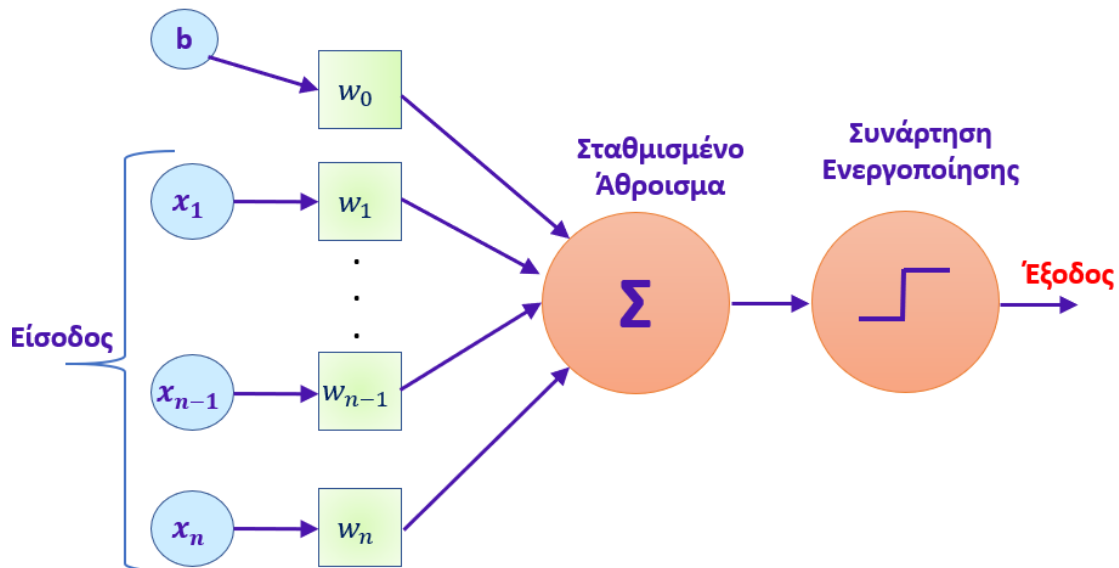 b
w₀
Σταθμισμένο
Άθροισμα
Συνάρτηση
Ενεργοποίησης
x₁
w₁
Σ
Έξοδος
Είσοδος
xₙ₋₁
wₙ₋₁
xₙ
wₙ